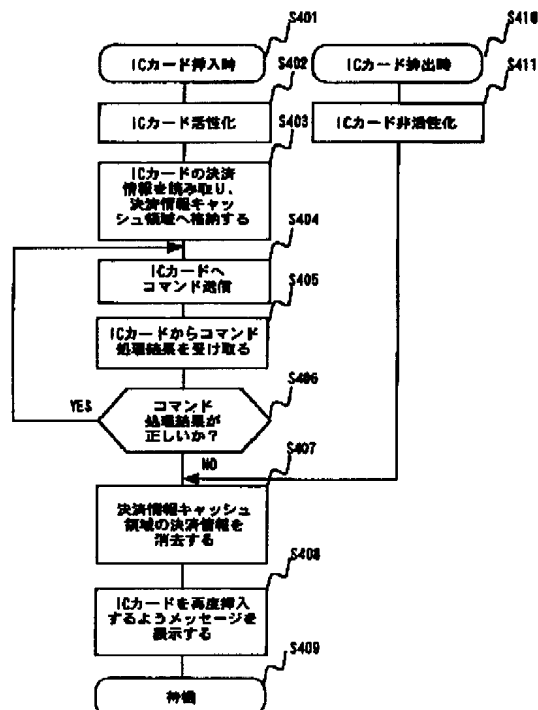 S401
ICカード挿入時
S402
ICカード活性化
S403
ICカードの決済
情報を読み取り、
決済情報キャッ
シュ領域へ格納する
S404
ICカードへ
コマンド送信
S405
ICカードからコマンド
処理結果を受け取る
S406
コマンド
処理結果が
正しいか?
YES
NO
S407
決済情報キャッシュ
領域の決済情報を
消去する
S408
ICカードを再度挿入
するようメッセージを
表示する
S409
待機
S410
ICカード排出時
S411
ICカード非活性化